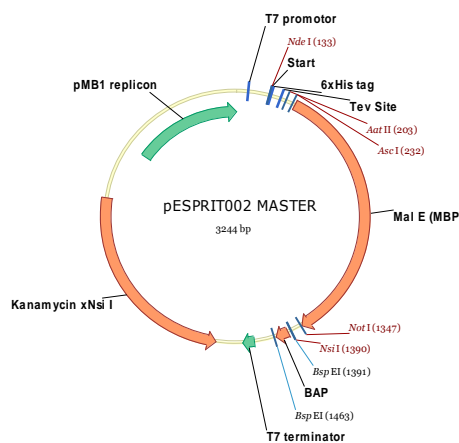 T7 promotor
Nde I (133)
Start
pMB1 replicon
6xHis tag
Tev Site
Aat II (203)
Asc I (232)
pESPRIT002 MASTER
3244 bp
Mal E (MBP
Kanamycin xNsi I
Not I (1347)
Nsi I (1390)
Bsp EI (1391)
BAP
Bsp EI (1463)
T7 terminator